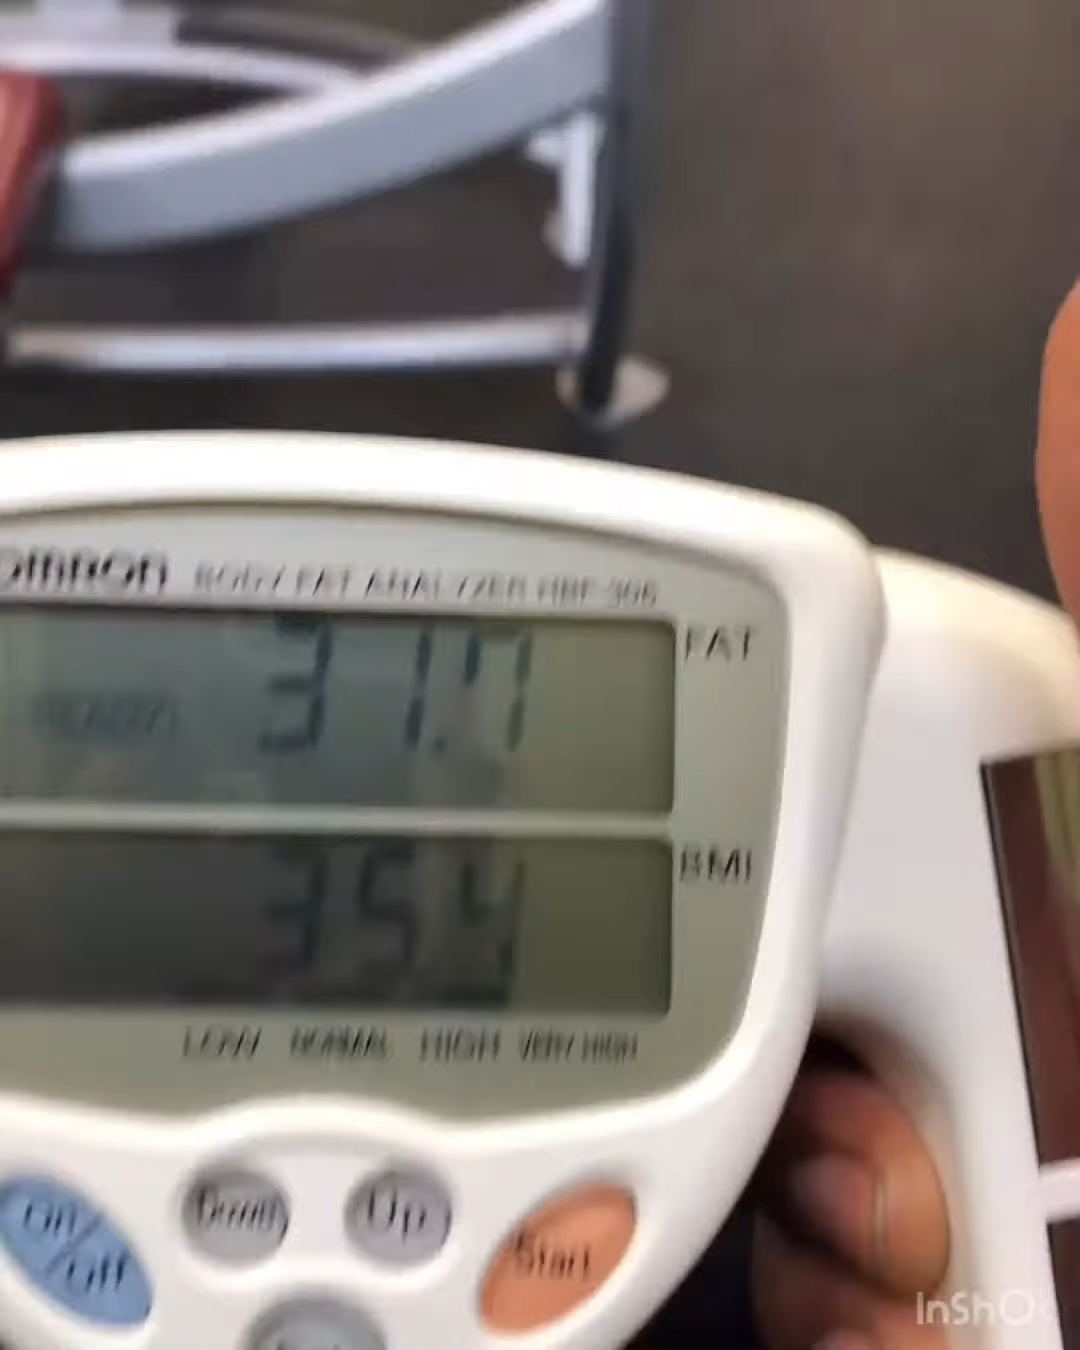 omron BODY FAT ANALYZER HBF-306
FAT
READY
31.7
BMI
35.4
LOW NORMAL HIGH VERY HIGH
On/Off
Down
Up
Start
InShO